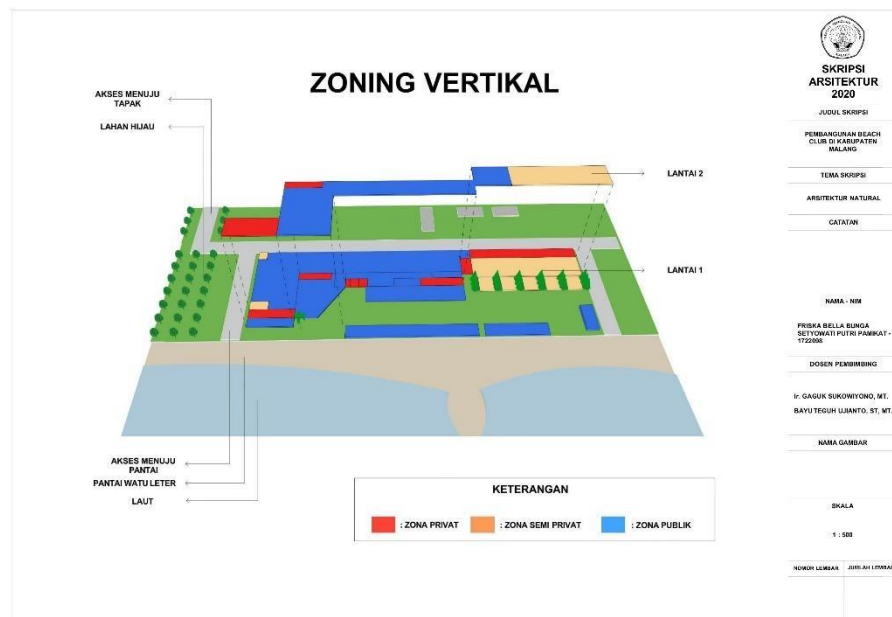 ZONING VERTIKAL
AKSES MENUJU
TAPAK
LAHAN HIJAU
LANTAI 2
LANTAI 1
AKSES MENUJU
PANTAI
PANTAI WATU LETER
LAUT
KETERANGAN
: ZONA PRIVAT
: ZONA SEMI PRIVAT
: ZONA PUBLIK
SKRIPSI
ARSITEKTUR
2020
JUDUL SKRIPSI
PEMBANGUNAN BEACH
CLUB DI KABUPATEN
MALANG
TEMA SKRIPSI
ARSITEKTUR NATURAL
CATATAN
NAMA - NIM
FRISKA BELLA BUNGA
SETYOWATI PUTRI PAMIKAT -
1722098
DOSEN PEMBIMBING
Ir. GAGUK SUKOWIYONO, MT.
BAYU TEGUH UJIANTO, ST, MT.
NAMA GAMBAR
SKALA
1 : 500
NOMOR LEMBAR JUMLAH LEMBAR